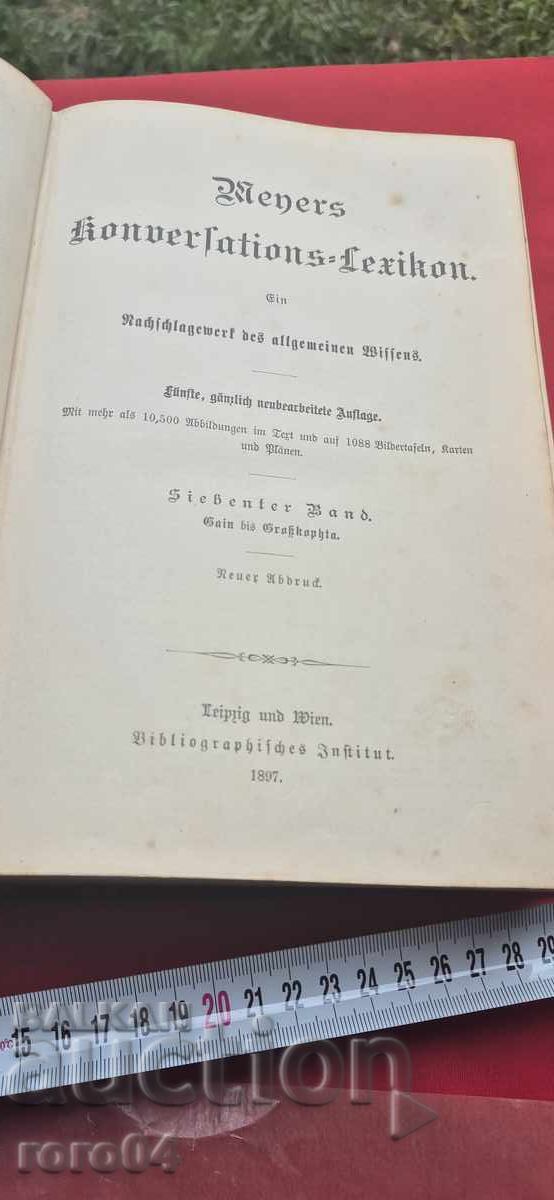 Meyers
Konverſations-Lexikon.
Ein
Nachſchlagewerk des allgemeinen Wiſſens.
Fünfte, gänzlich neubearbeitete Auflage.
Mit mehr als 10,500 Abbildungen im Text und auf 1088 Bildertafeln, Karten
und Plänen.
Siebenter Band.
Gain bis Großkophta.
Neuer Abdruck.
Leipzig und Wien.
Bibliographiſches Inſtitut.
1897.
15 16 17 18 19 20 21 22 23 24 25 26 27 28 29
BALKAN
auction
roro04